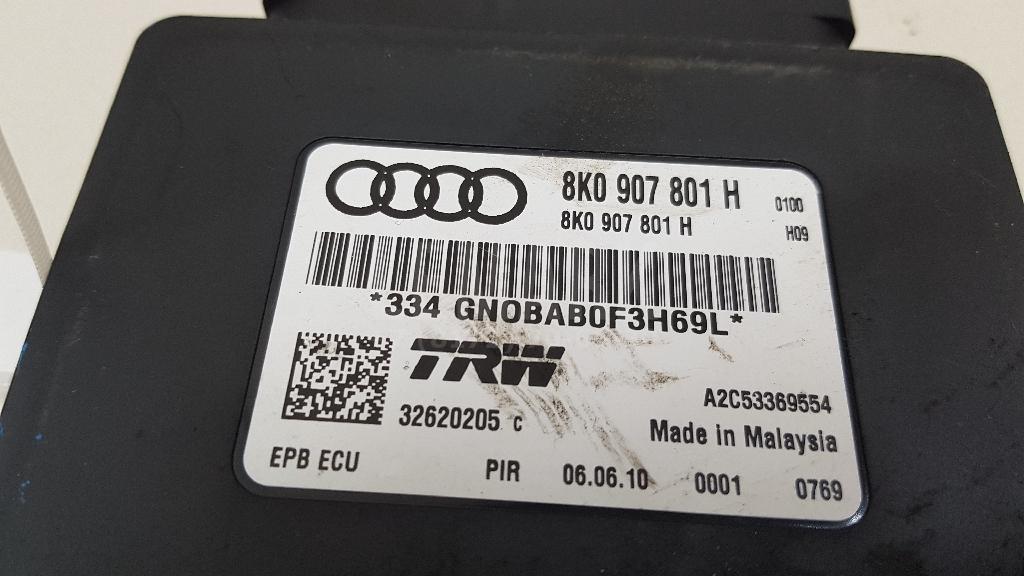 8K0 907 801 H 0100
8K0 907 801 H H09
*334 GN0BAB0F3H69L*
TRW
A2C53369554
32620205 C
Made in Malaysia
EPB ECU PIR 06.06.10 0001 0769